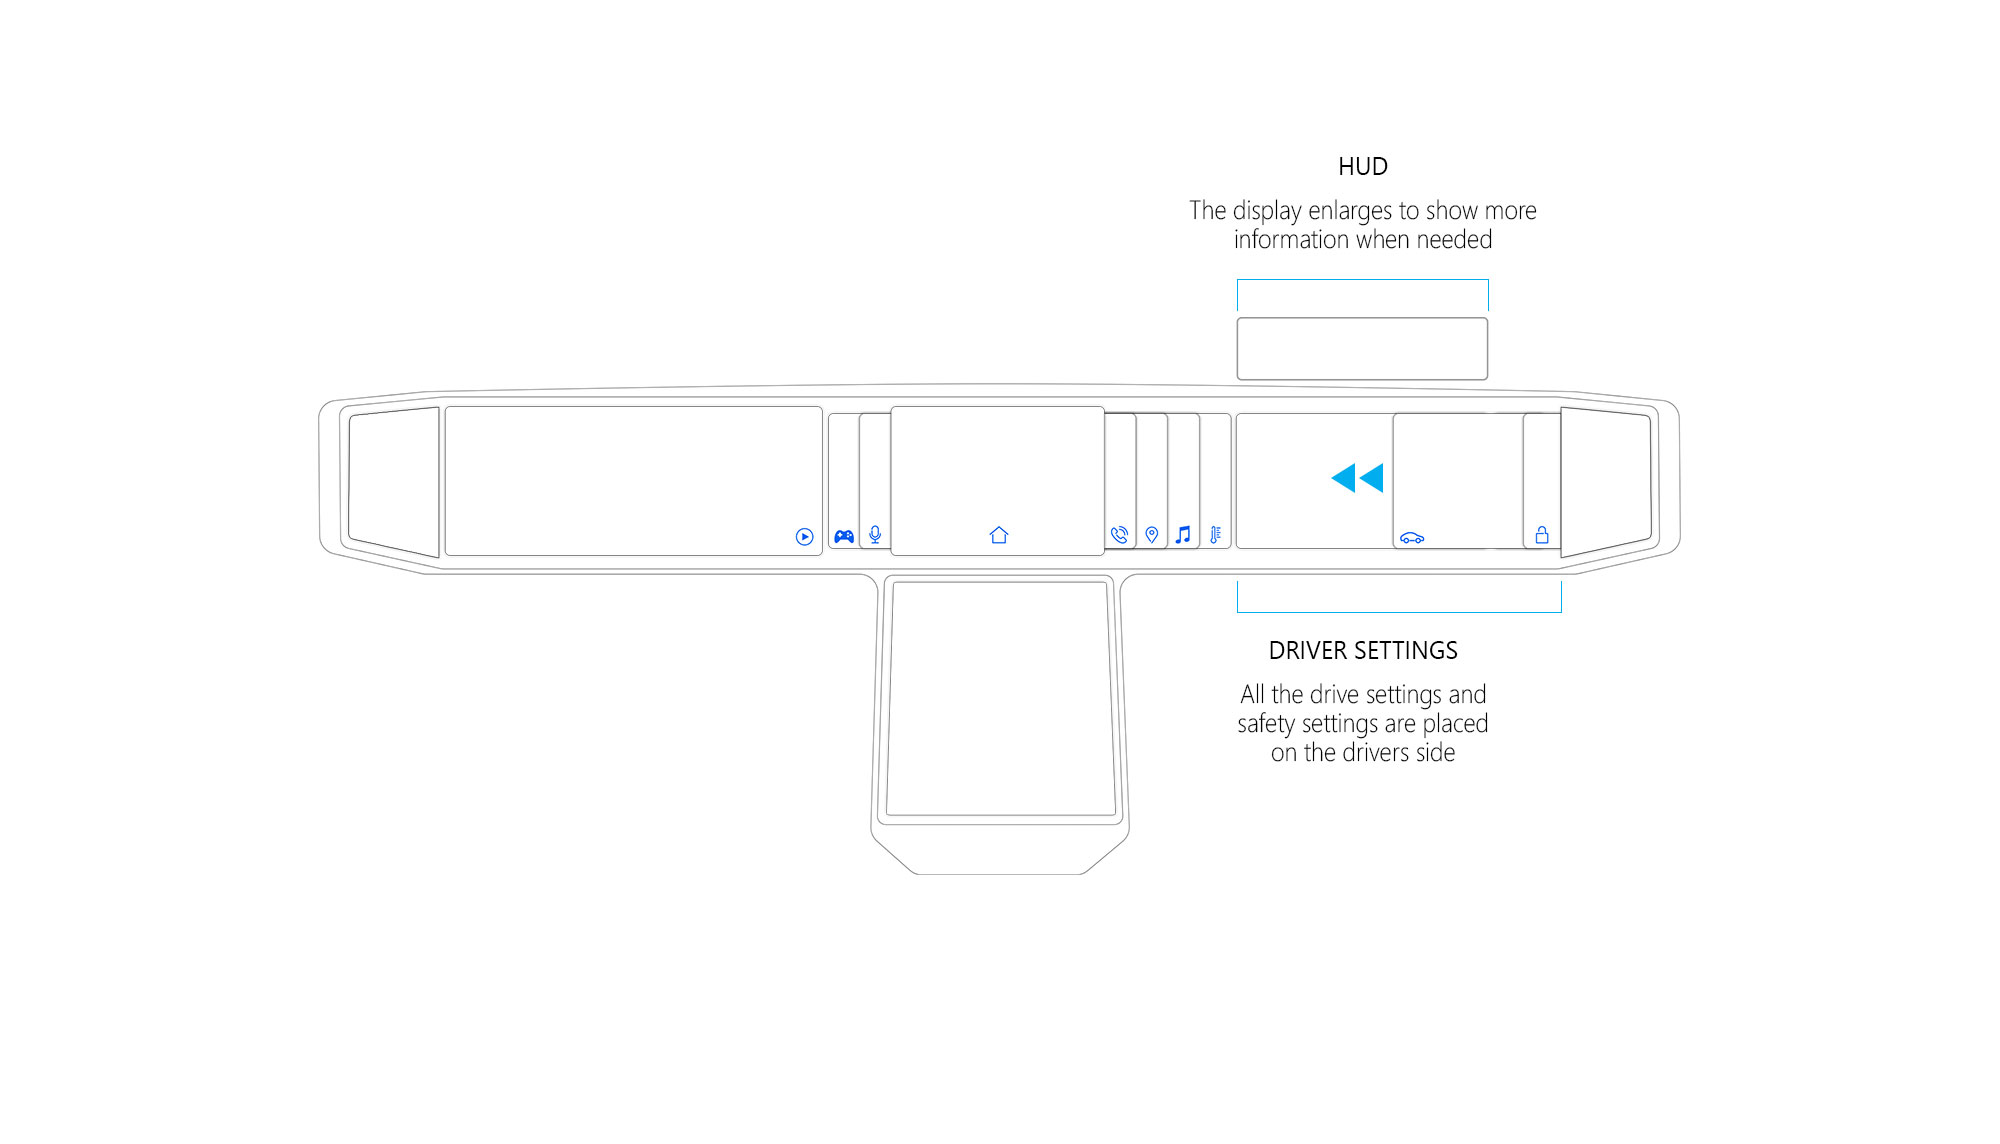 HUD
The display enlarges to show more
information when needed
DRIVER SETTINGS
All the drive settings and
safety settings are placed
on the drivers side